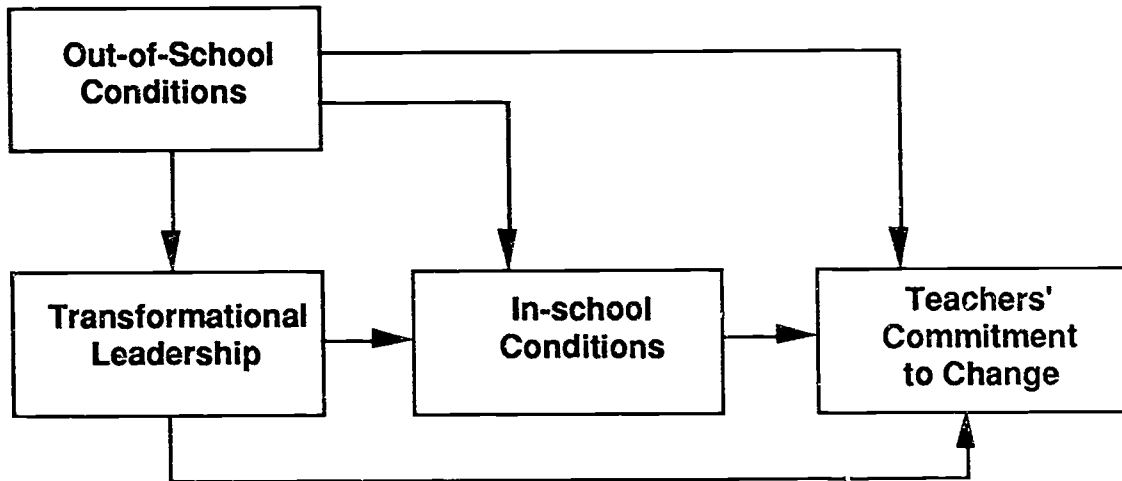 Out-of-School
Conditions
Transformational
Leadership
In-school
Conditions
Teachers'
Commitment
to Change